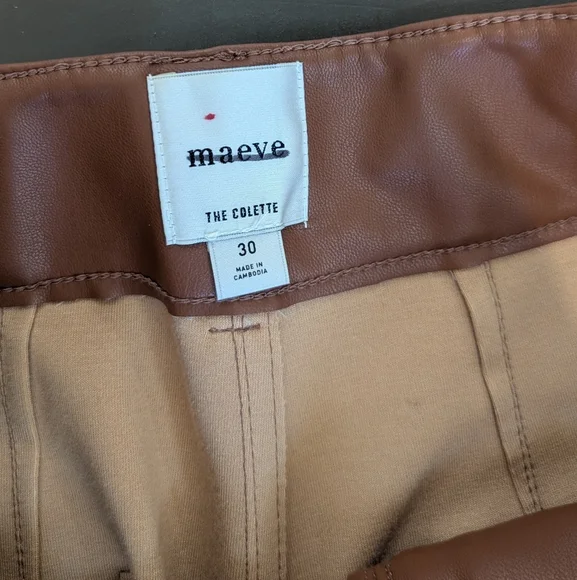 maeve
THE COLETTE
30
MADE IN
CAMBODIA